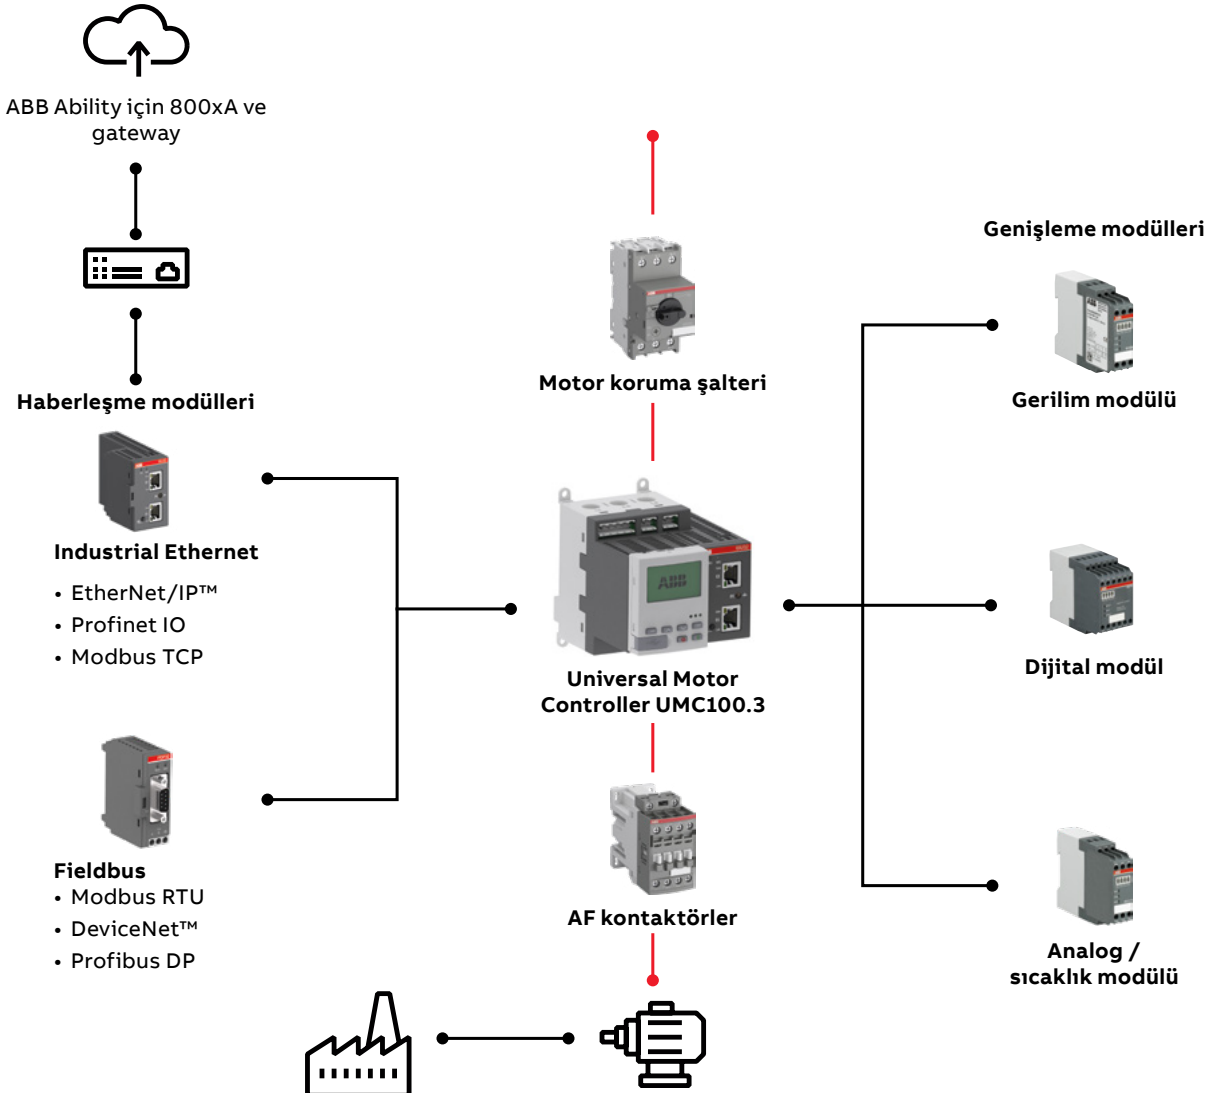 ABB Ability için 800xA ve
gateway
Haberleşme modülleri
Industrial Ethernet
• EtherNet/IP™
• Profinet IO
• Modbus TCP
Fieldbus
• Modbus RTU
• DeviceNet™
• Profibus DP
Motor koruma şalteri
ABB
Universal Motor
Controller UMC100.3
AF kontaktörler
Genişleme modülleri
Gerilim modülü
Dijital modül
Analog /
sıcaklık modülü